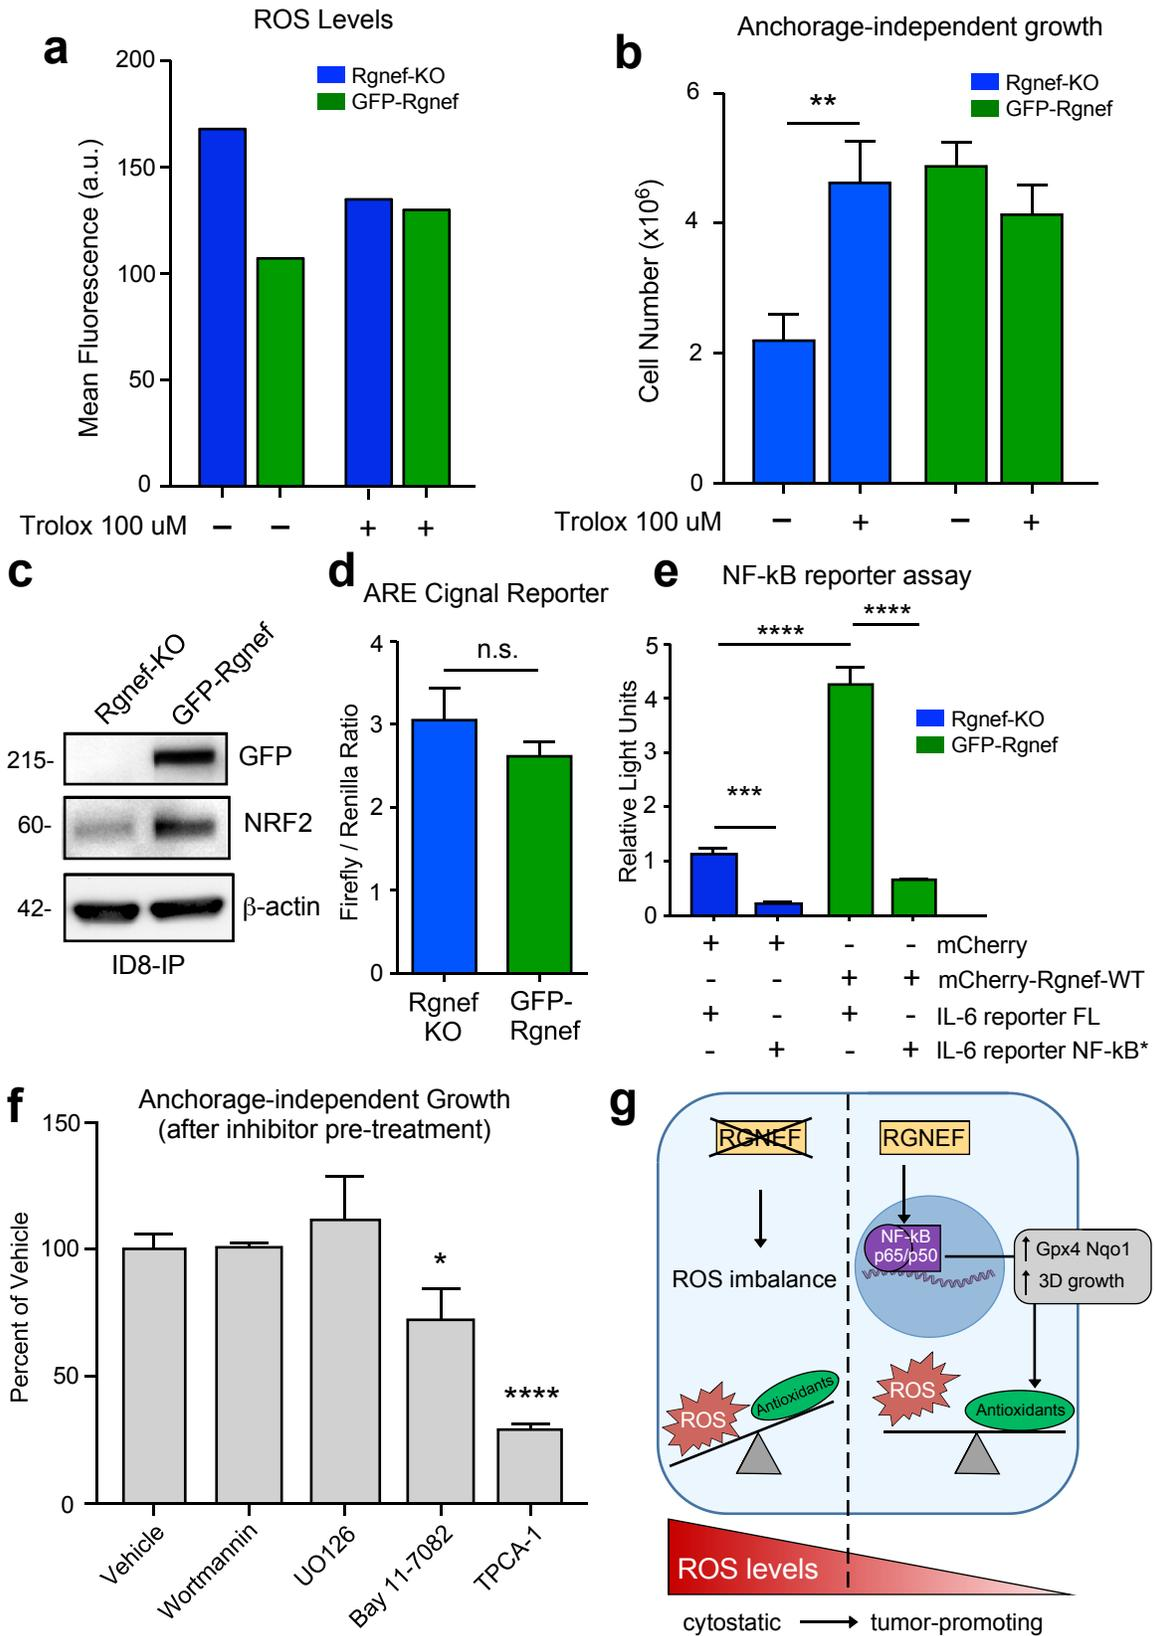 a
ROS Levels
Rgnef-KO
GFP-Rgnef
Mean Fluorescence (a.u.)
200
150
100
50
0
Trolox 100 uM – – + +
b
Anchorage-independent growth
Rgnef-KO
GFP-Rgnef
**
Cell Number (x10⁶)
6
4
2
0
Trolox 100 uM – + – +
c
Rgnef-KO
GFP-Rgnef
215- GFP
60- NRF2
42- β-actin
ID8-IP
d
ARE Cignal Reporter
n.s.
Firefly / Renilla Ratio
4
3
2
1
0
Rgnef
KO
GFP-
Rgnef
e
NF-kB reporter assay
****
****
***
Rgnef-KO
GFP-Rgnef
Relative Light Units
5
4
3
2
1
0
+ + - - mCherry
- - + + mCherry-Rgnef-WT
+ - + - IL-6 reporter FL
- + - + IL-6 reporter NF-kB*
f
Anchorage-independent Growth
(after inhibitor pre-treatment)
Percent of Vehicle
150
100
50
0
*
****
Vehicle
Wortmannin
UO126
Bay 11-7082
TPCA-1
g
RGNEF
ROS imbalance
ROS
Antioxidants
RGNEF
NF-kB
p65/p50
↑ Gpx4 Nqo1
↑ 3D growth
ROS
Antioxidants
ROS levels
cytostatic → tumor-promoting